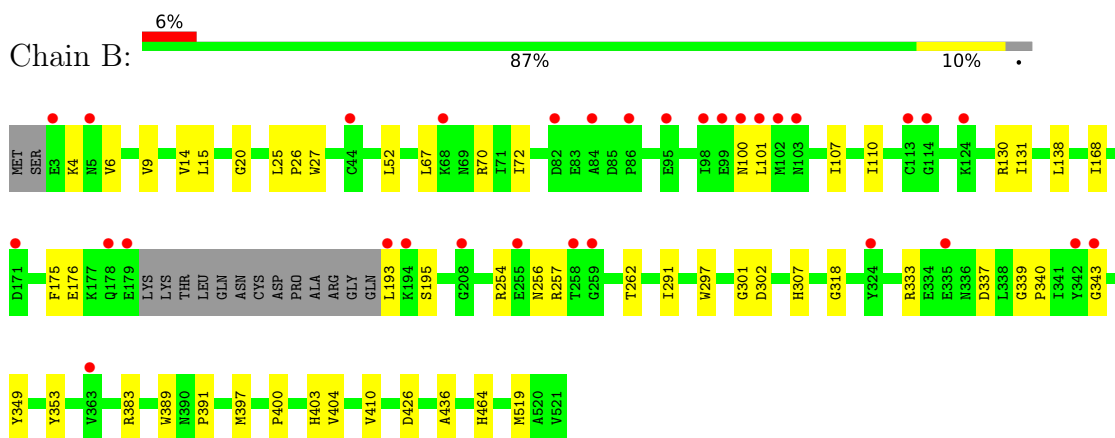 6%
Chain B:
87% 10% •
MET SER E3 K4 N5 V6 V9 V14 L15 G20 L25 P26 W27 C44 L52 L67 K68 N69 R70 I71 I72 D82 E83 A84 D85 P86 E95 I98 E99 N100 L101 M102 N103 I107 I110 C113 G114 K124 R130 I131 L138 I168
D171 F175 E176 K177 Q178 E179 LYS LYS THR LEU GLN ASN CYS ASP PRO ALA ARG GLY GLN L193 K194 S195 G208 R254 E255 N256 R257 T258 G259 T262 I291 W297 G301 D302 H307 G318 Y324 R333 E334 E335 N336 D337 L338 G339 P340 I341 Y342 G343
Y349 Y353 V363 R383 W389 N390 P391 M397 P400 H403 V404 V410 D426 A436 H464 M519 A520 V521